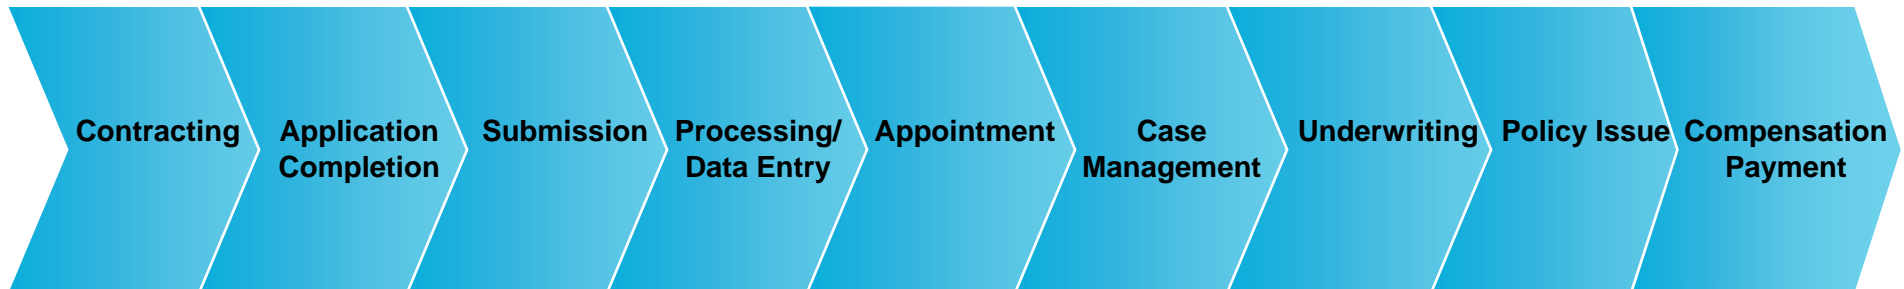 Contracting
Application
Completion
Submission
Processing/
Data Entry
Appointment
Case
Management
Underwriting
Policy Issue
Compensation
Payment